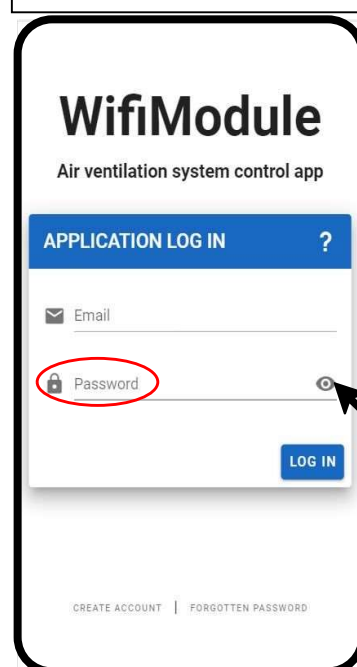 WifiModule
Air ventilation system control app
APPLICATION LOG IN ?
Email
Password
LOG IN
CREATE ACCOUNT | FORGOTTEN PASSWORD